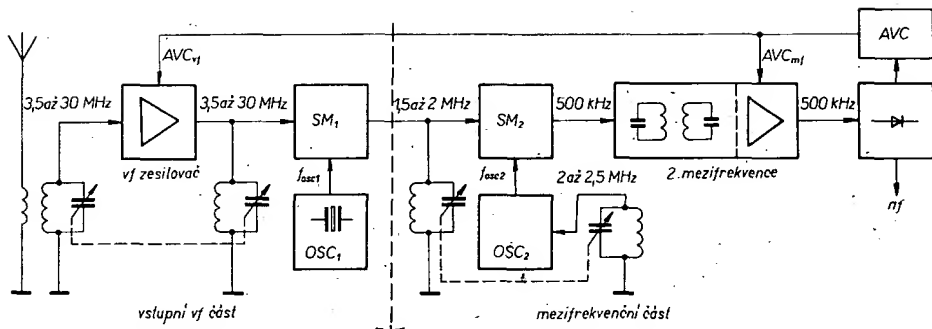 AVC
AVCvf
AVCmf
3,5 až 30 MHz
3,5 až 30 MHz
1,5 až 2 MHz
500 kHz
500 kHz
SM1
SM2
vf zesilovač
fosc1
fosc2
2 až 2,5 MHz
2. mezifrekvence
OSC1
OSC2
nf
vstupní vf část
mezifrekvenční část